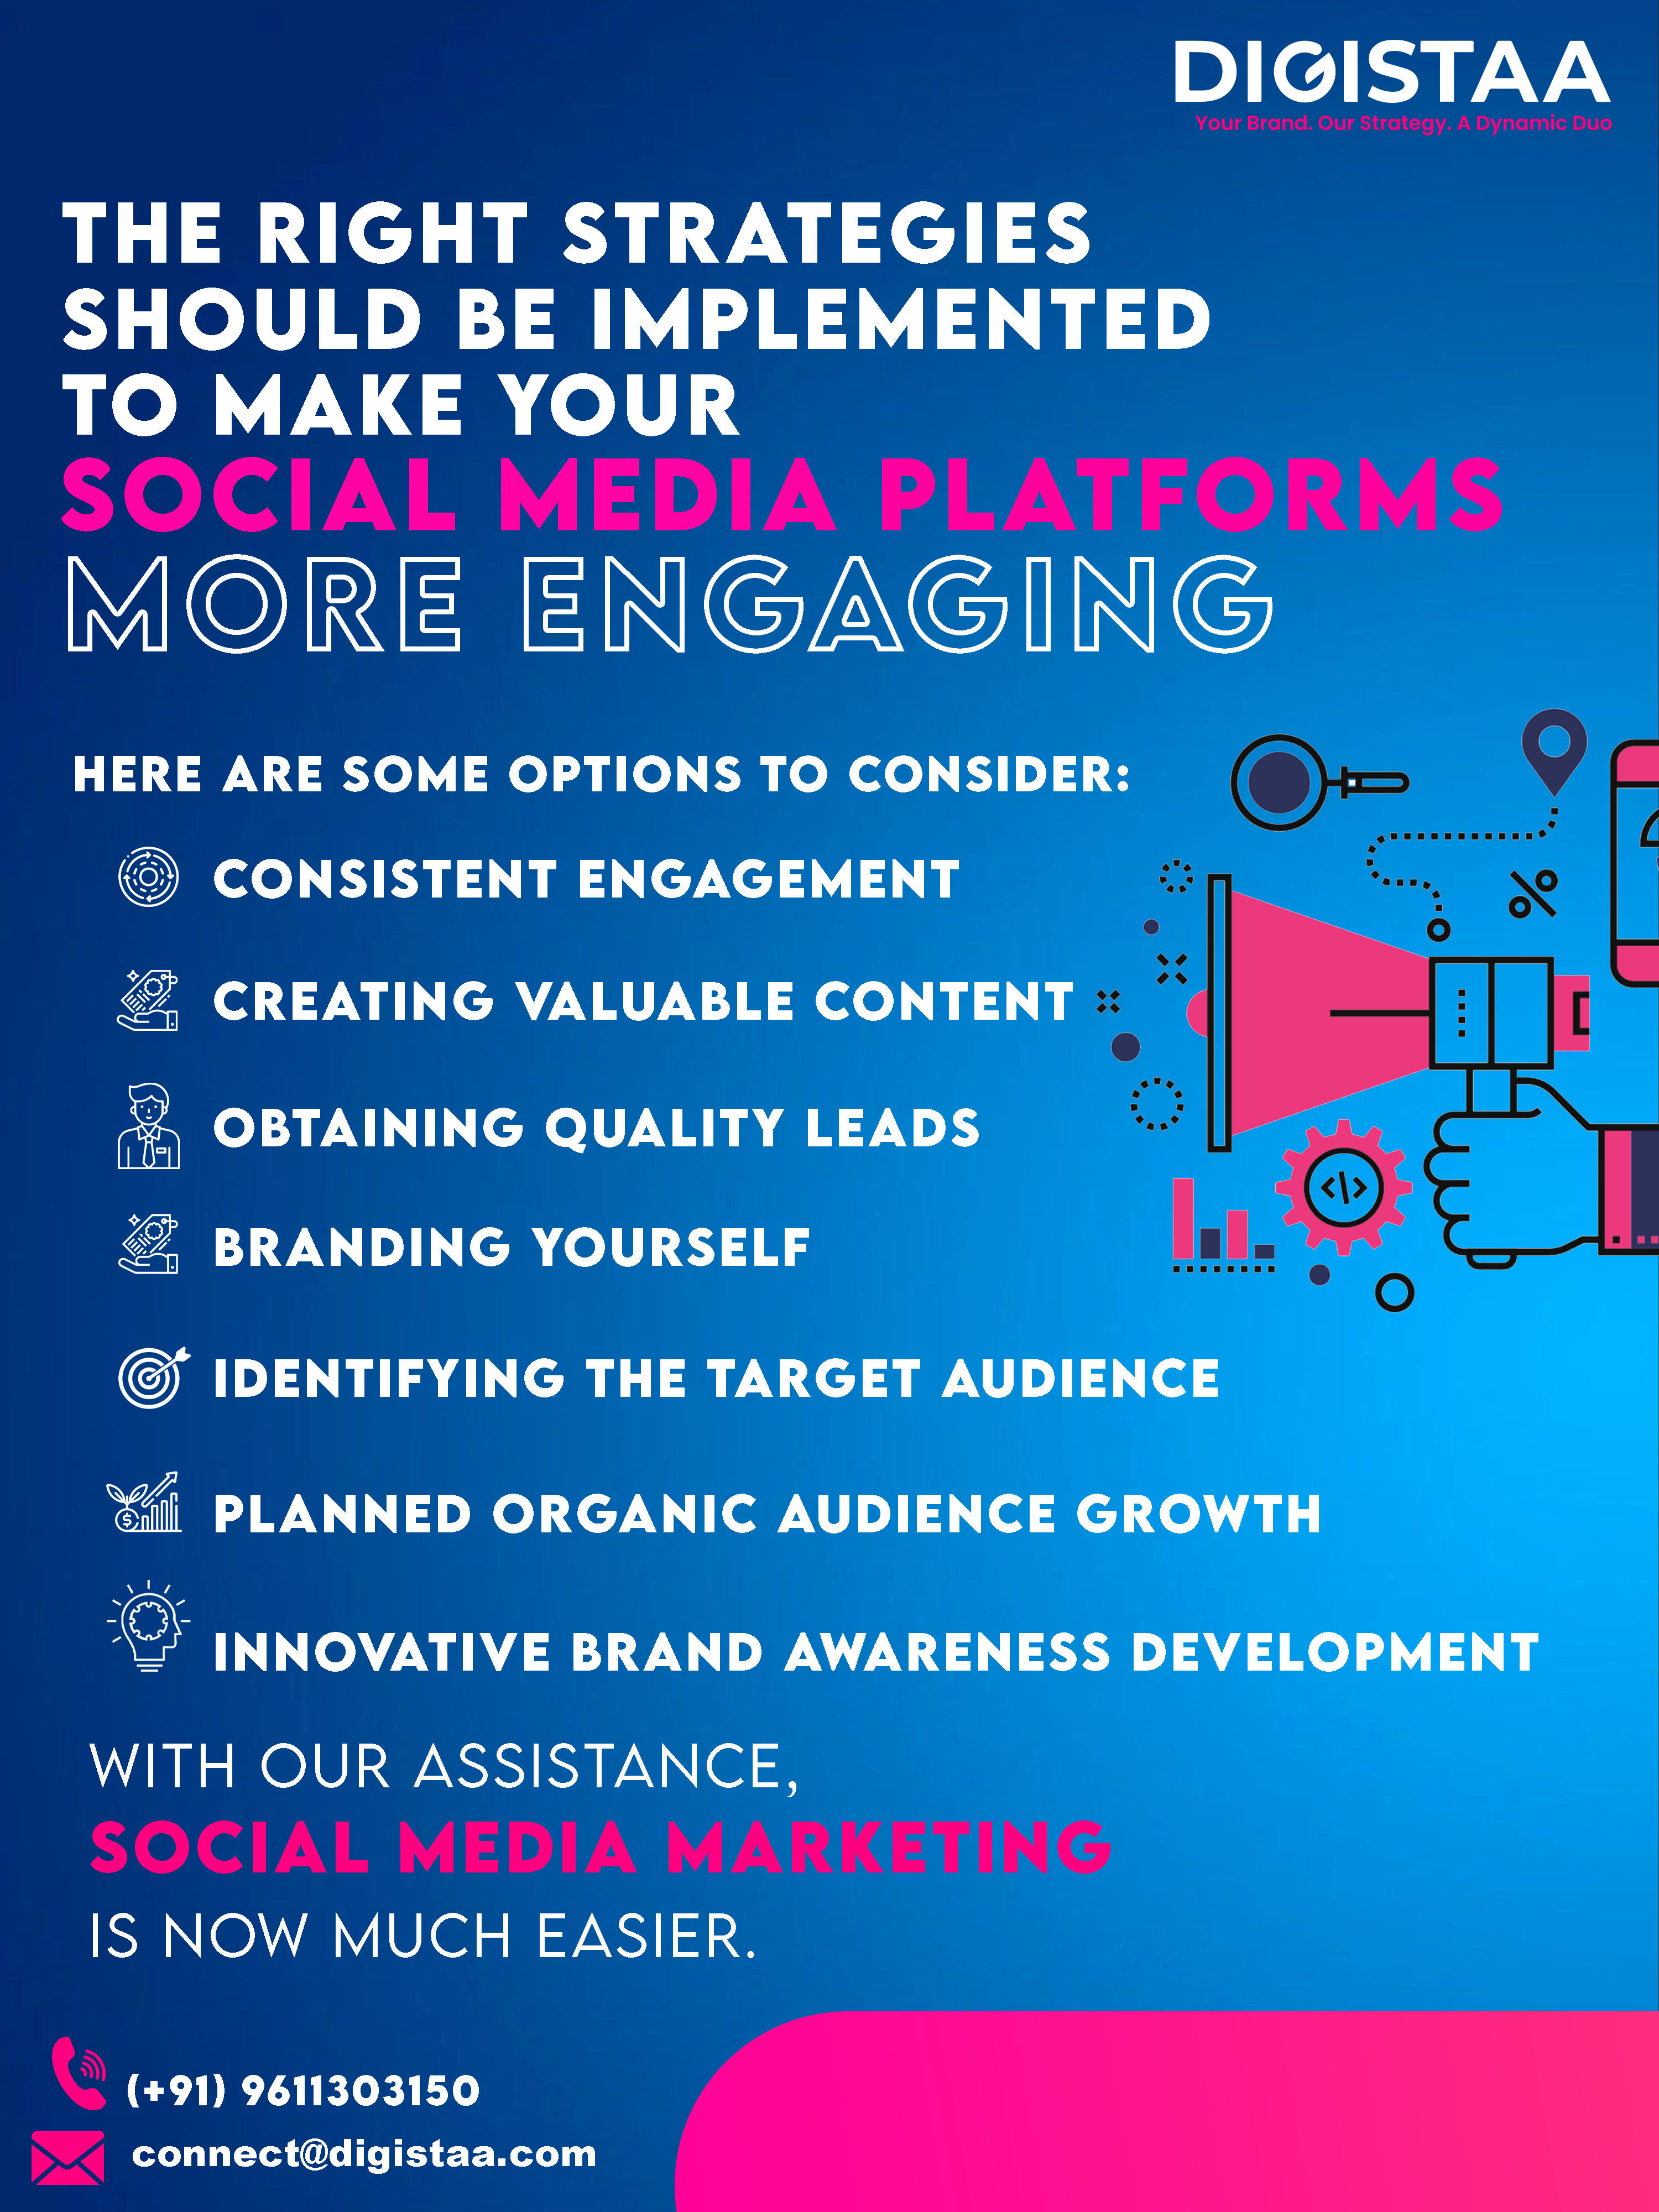 DIGISTAA
Your Brand. Our Strategy. A Dynamic Duo
THE RIGHT STRATEGIES
SHOULD BE IMPLEMENTED
TO MAKE YOUR
SOCIAL MEDIA PLATFORMS
MORE ENGAGING
HERE ARE SOME OPTIONS TO CONSIDER:
CONSISTENT ENGAGEMENT
CREATING VALUABLE CONTENT
OBTAINING QUALITY LEADS
BRANDING YOURSELF
IDENTIFYING THE TARGET AUDIENCE
PLANNED ORGANIC AUDIENCE GROWTH
INNOVATIVE BRAND AWARENESS DEVELOPMENT
WITH OUR ASSISTANCE,
SOCIAL MEDIA MARKETING
IS NOW MUCH EASIER.
(+91) 9611303150
connect@digistaa.com